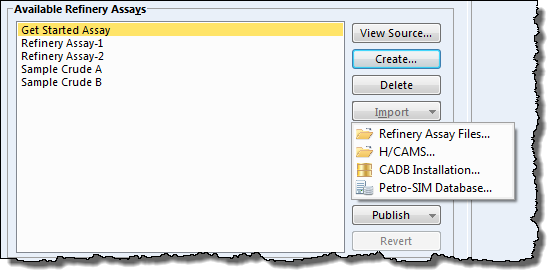 Available Refinery Assays
Get Started Assay
Refinery Assay-1
Refinery Assay-2
Sample Crude A
Sample Crude B
View Source...
Create...
Delete
Import
Refinery Assay Files...
H/CAMS...
CADB Installation...
Petro-SIM Database...
Publish
Revert